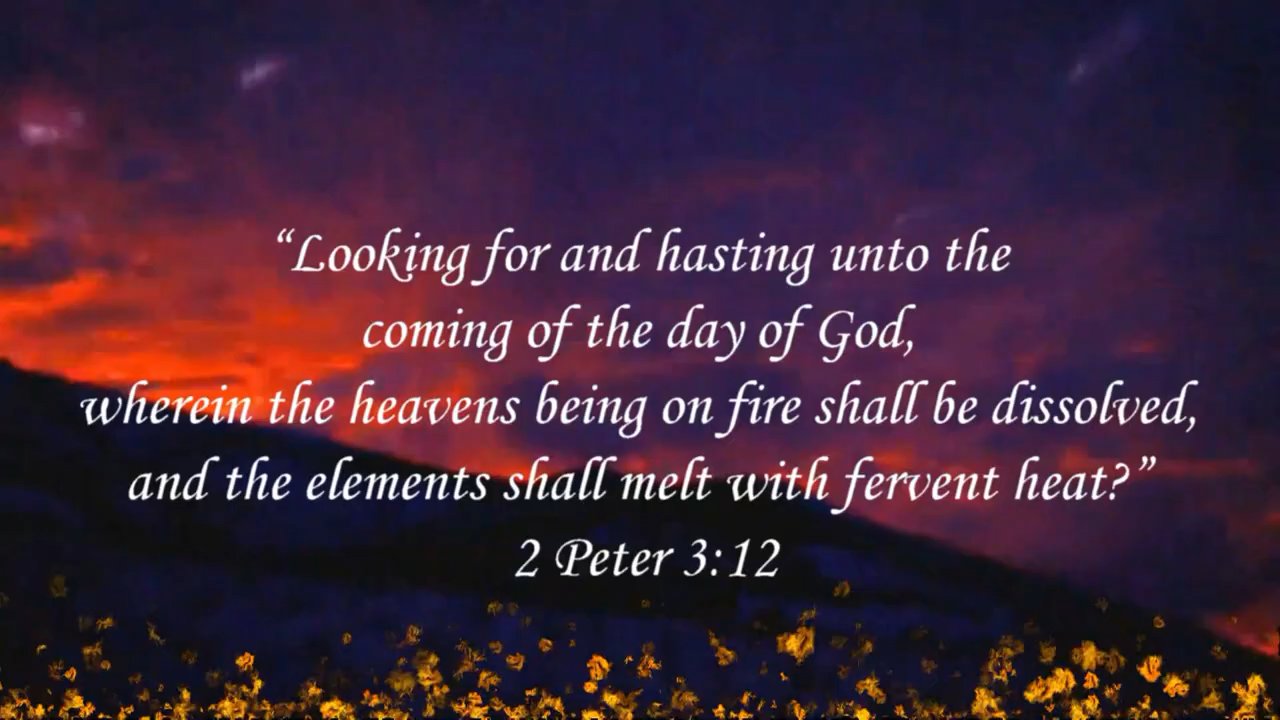 “Looking for and hasting unto the
coming of the day of God,
wherein the heavens being on fire shall be dissolved,
and the elements shall melt with fervent heat?”
2 Peter 3:12